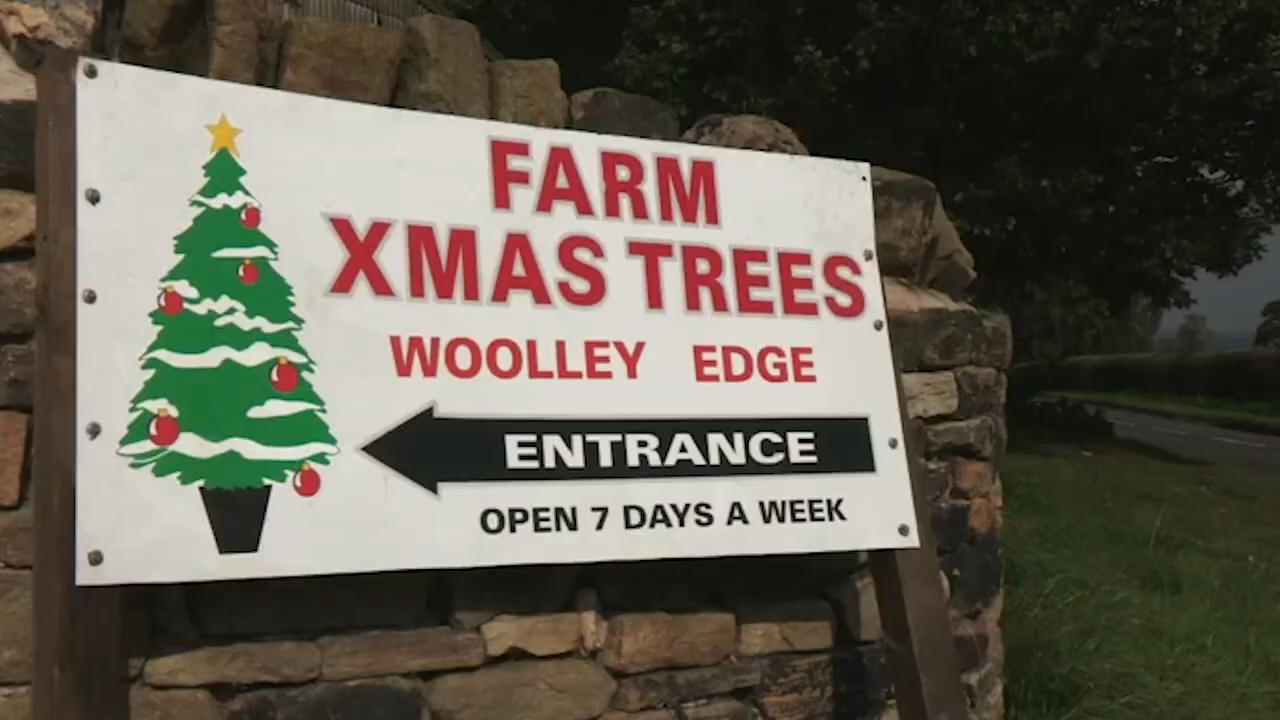 FARM
XMAS TREES
WOOLLEY EDGE
ENTRANCE
OPEN 7 DAYS A WEEK